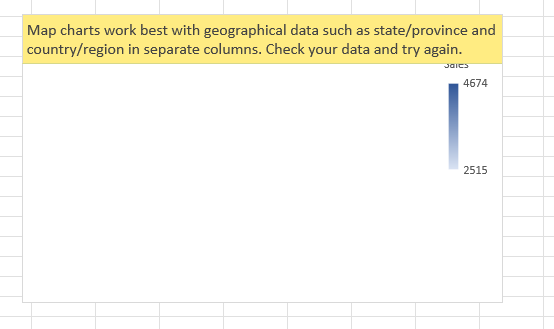 Map charts work best with geographical data such as state/province and
country/region in separate columns. Check your data and try again.
Sales
4674
2515